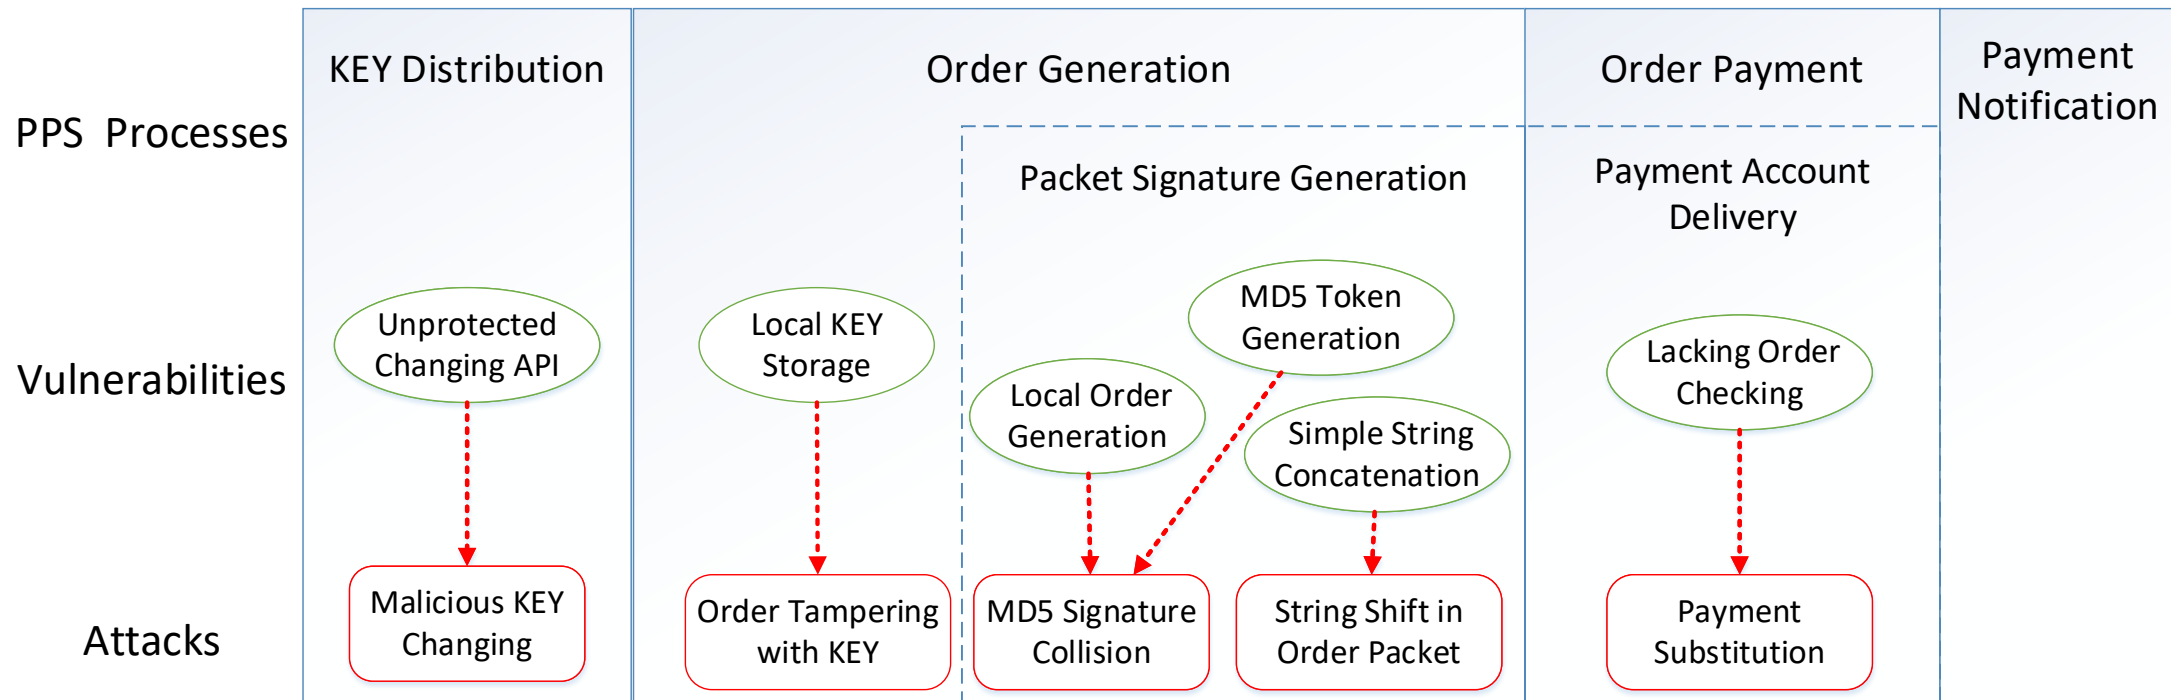 KEY Distribution
Order Generation
Order Payment
Payment
Notification
PPS Processes
Packet Signature Generation
Payment Account
Delivery
Vulnerabilities
Unprotected
Changing API
Local KEY
Storage
Local Order
Generation
MD5 Token
Generation
Simple String
Concatenation
Lacking Order
Checking
Attacks
Malicious KEY
Changing
Order Tampering
with KEY
MD5 Signature
Collision
String Shift in
Order Packet
Payment
Substitution